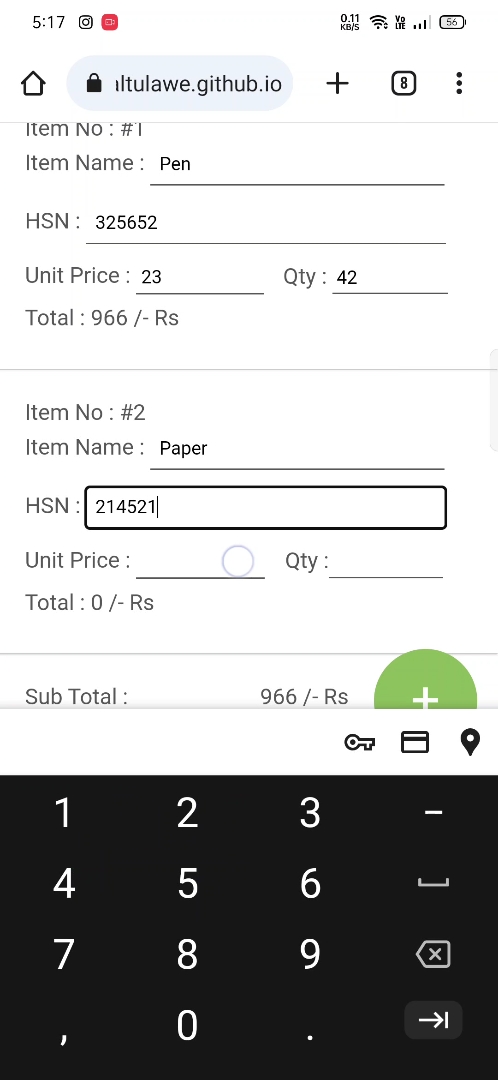 5:17
0.11 KB/S Vo LTE 56
ıltulawe.github.io
8
Item No : #1
Item Name : Pen
HSN : 325652
Unit Price : 23 Qty : 42
Total : 966 /- Rs
Item No : #2
Item Name : Paper
HSN : 214521
Unit Price : Qty :
Total : 0 /- Rs
Sub Total : 966 /- Rs +
1 2 3 -
4 5 6
7 8 9
, 0 .